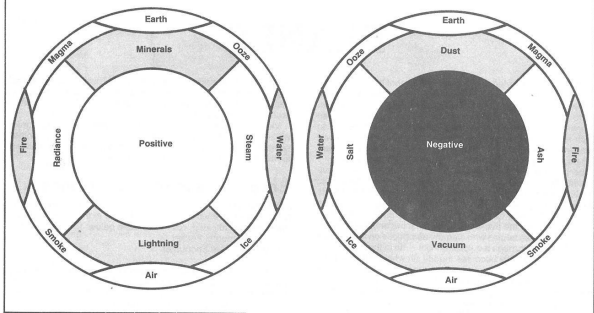 Earth
Minerals
Magma
Ooze
Fire
Radiance
Positive
Steam
Water
Smoke
Lightning
Ice
Air
Earth
Dust
Ooze
Magma
Water
Salt
Negative
Ash
Fire
Ice
Vacuum
Smoke
Air